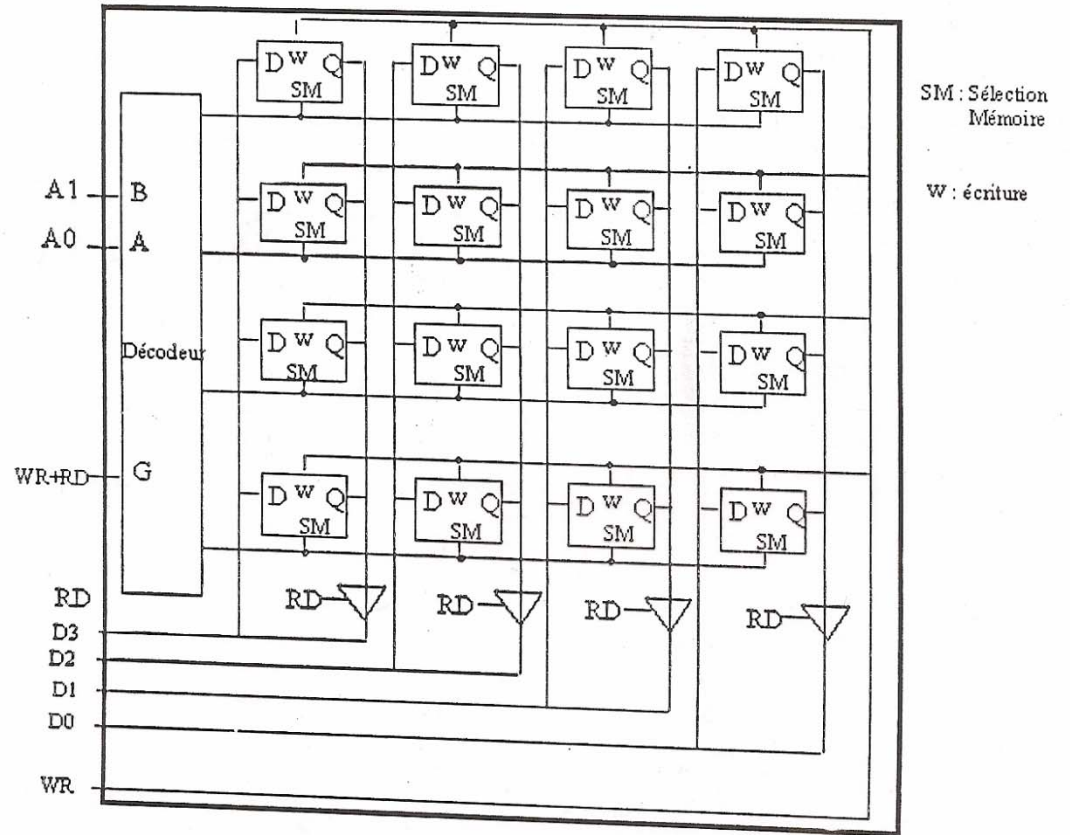 D W Q D W Q D W Q D W Q
SM SM SM SM
SM : Sélection
Mémoire
A1 B
W : écriture
D W Q D W Q D W Q D W Q
SM SM SM SM
A0 A
Décodeur
D W Q D W Q D W Q D W Q
SM SM SM SM
WR+RD G
D W Q D W Q D W Q D W Q
SM SM SM SM
RD RD RD RD RD
D3
D2
D1
D0
WR